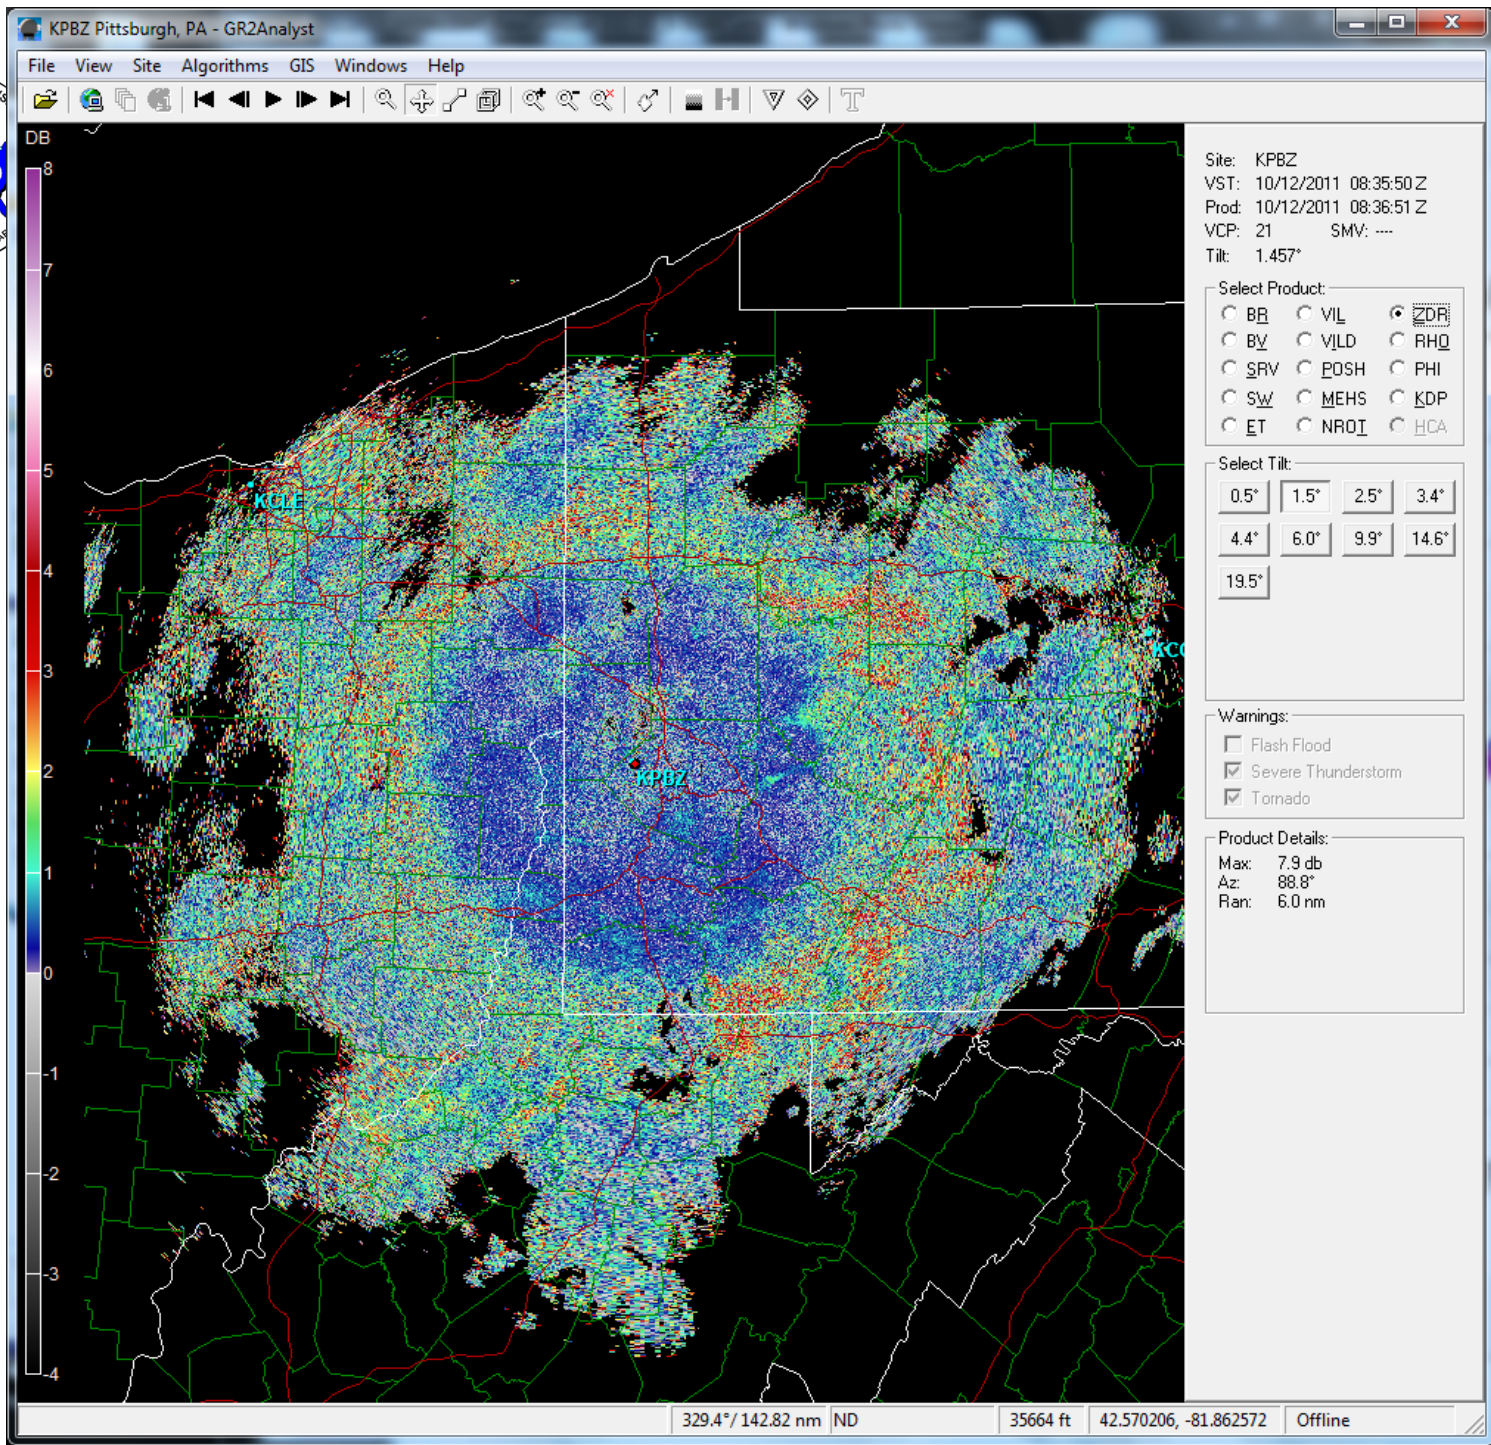 KPBZ Pittsburgh, PA - GR2Analyst
File View Site Algorithms GIS Windows Help
DB
8
7
6
5
4
3
2
1
0
-1
-2
-3
-4
KCLE
KPBZ
Site: KPBZ
VST: 10/12/2011 08:35:50 Z
Prod: 10/12/2011 08:36:51 Z
VCP: 21 SMV: ----
Tilt: 1.457°
Select Product:
BR VIL ZDR
BV VILD RHO
SRV POSH PHI
SW MEHS KDP
ET NROT HCA
Select Tilt:
0.5° 1.5° 2.5° 3.4°
4.4° 6.0° 9.9° 14.6°
19.5°
Warnings:
Flash Flood
Severe Thunderstorm
Tornado
Product Details:
Max: 7.9 db
Az: 88.8°
Ran: 6.0 nm
329.4°/ 142.82 nm ND 35664 ft 42.570206, -81.862572 Offline